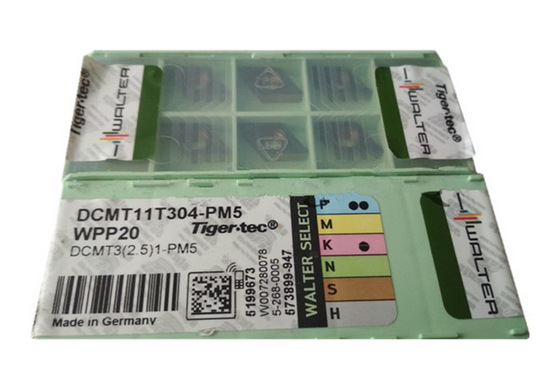 Tiger·tec®
WALTER
Tiger·tec®
WALTER
DCMT11T304-PM5
WPP20
Tiger·tec®
DCMT3(2.5)1-PM5
Made in Germany
5199673
W007280078
5-268-0005
573899-947
WALTER SELECT
P
M
K
N
S
H
WALTER